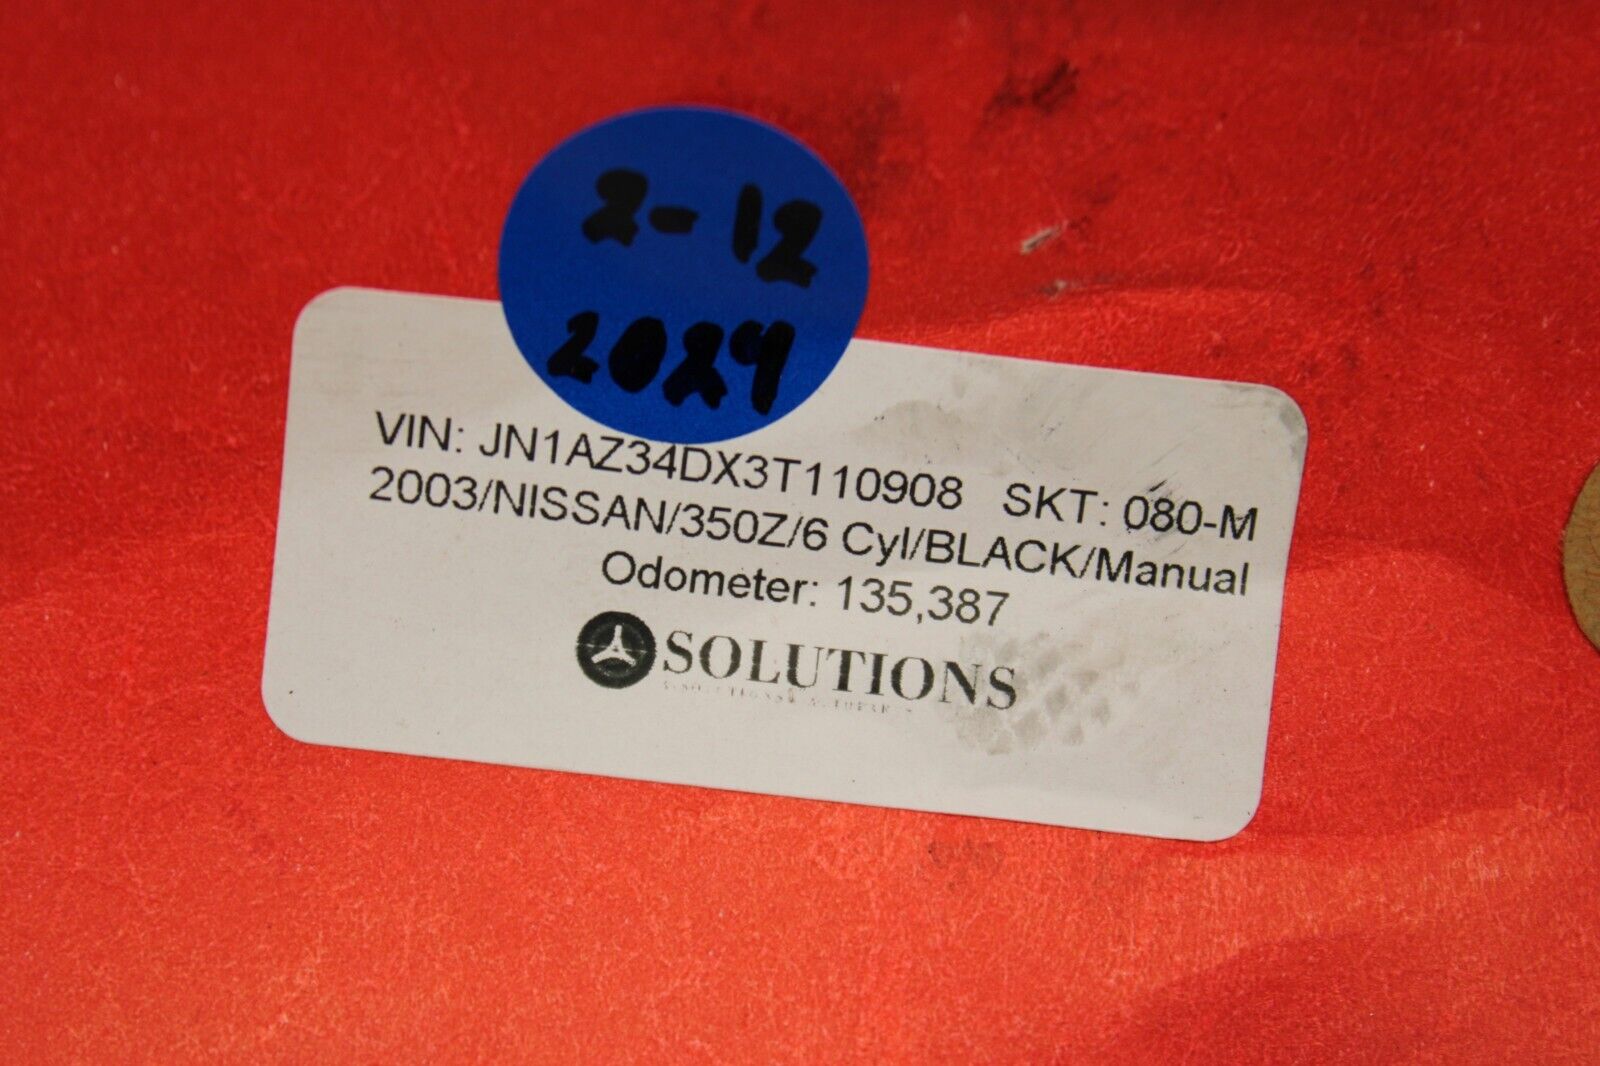 2-12
2024
VIN: JN1AZ34DX3T110908 SKT: 080-M
2003/NISSAN/350Z/6 Cyl/BLACK/Manual
Odometer: 135,387
SOLUTIONS